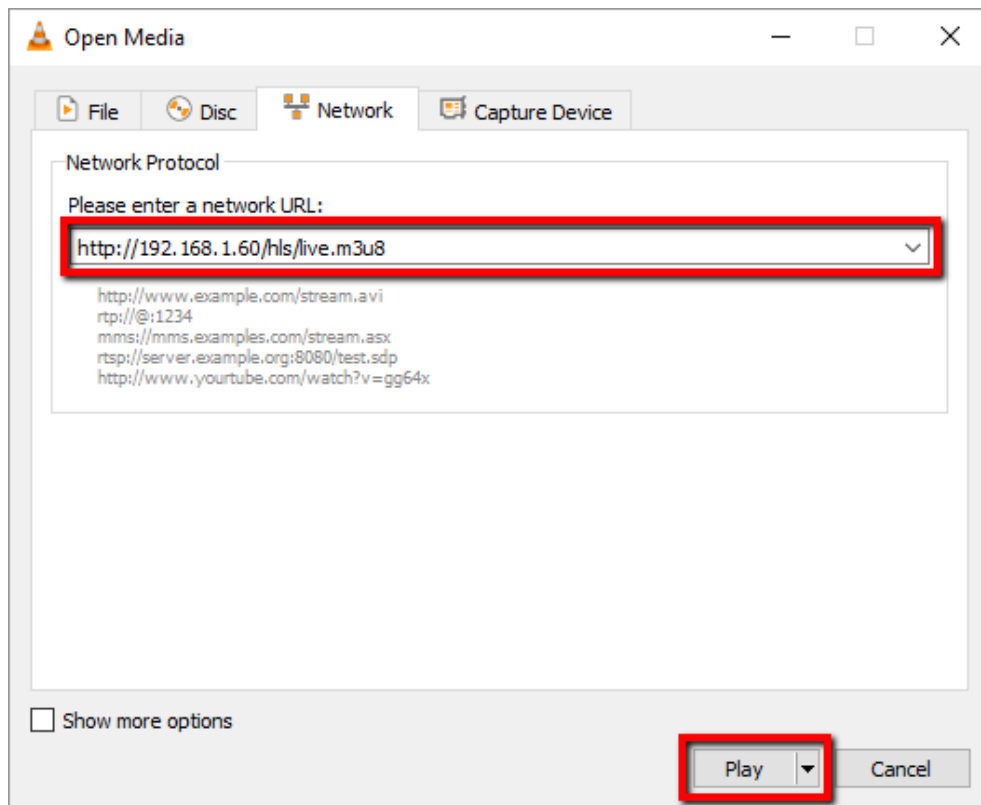 Open Media
File Disc Network Capture Device
Network Protocol
Please enter a network URL:
http://192.168.1.60/hls/live.m3u8
http://www.example.com/stream.avi
rtp://@:1234
mms://mms.examples.com/stream.asx
rtsp://server.example.org:8080/test.sdp
http://www.yourtube.com/watch?v=gg64x
Show more options
Play Cancel